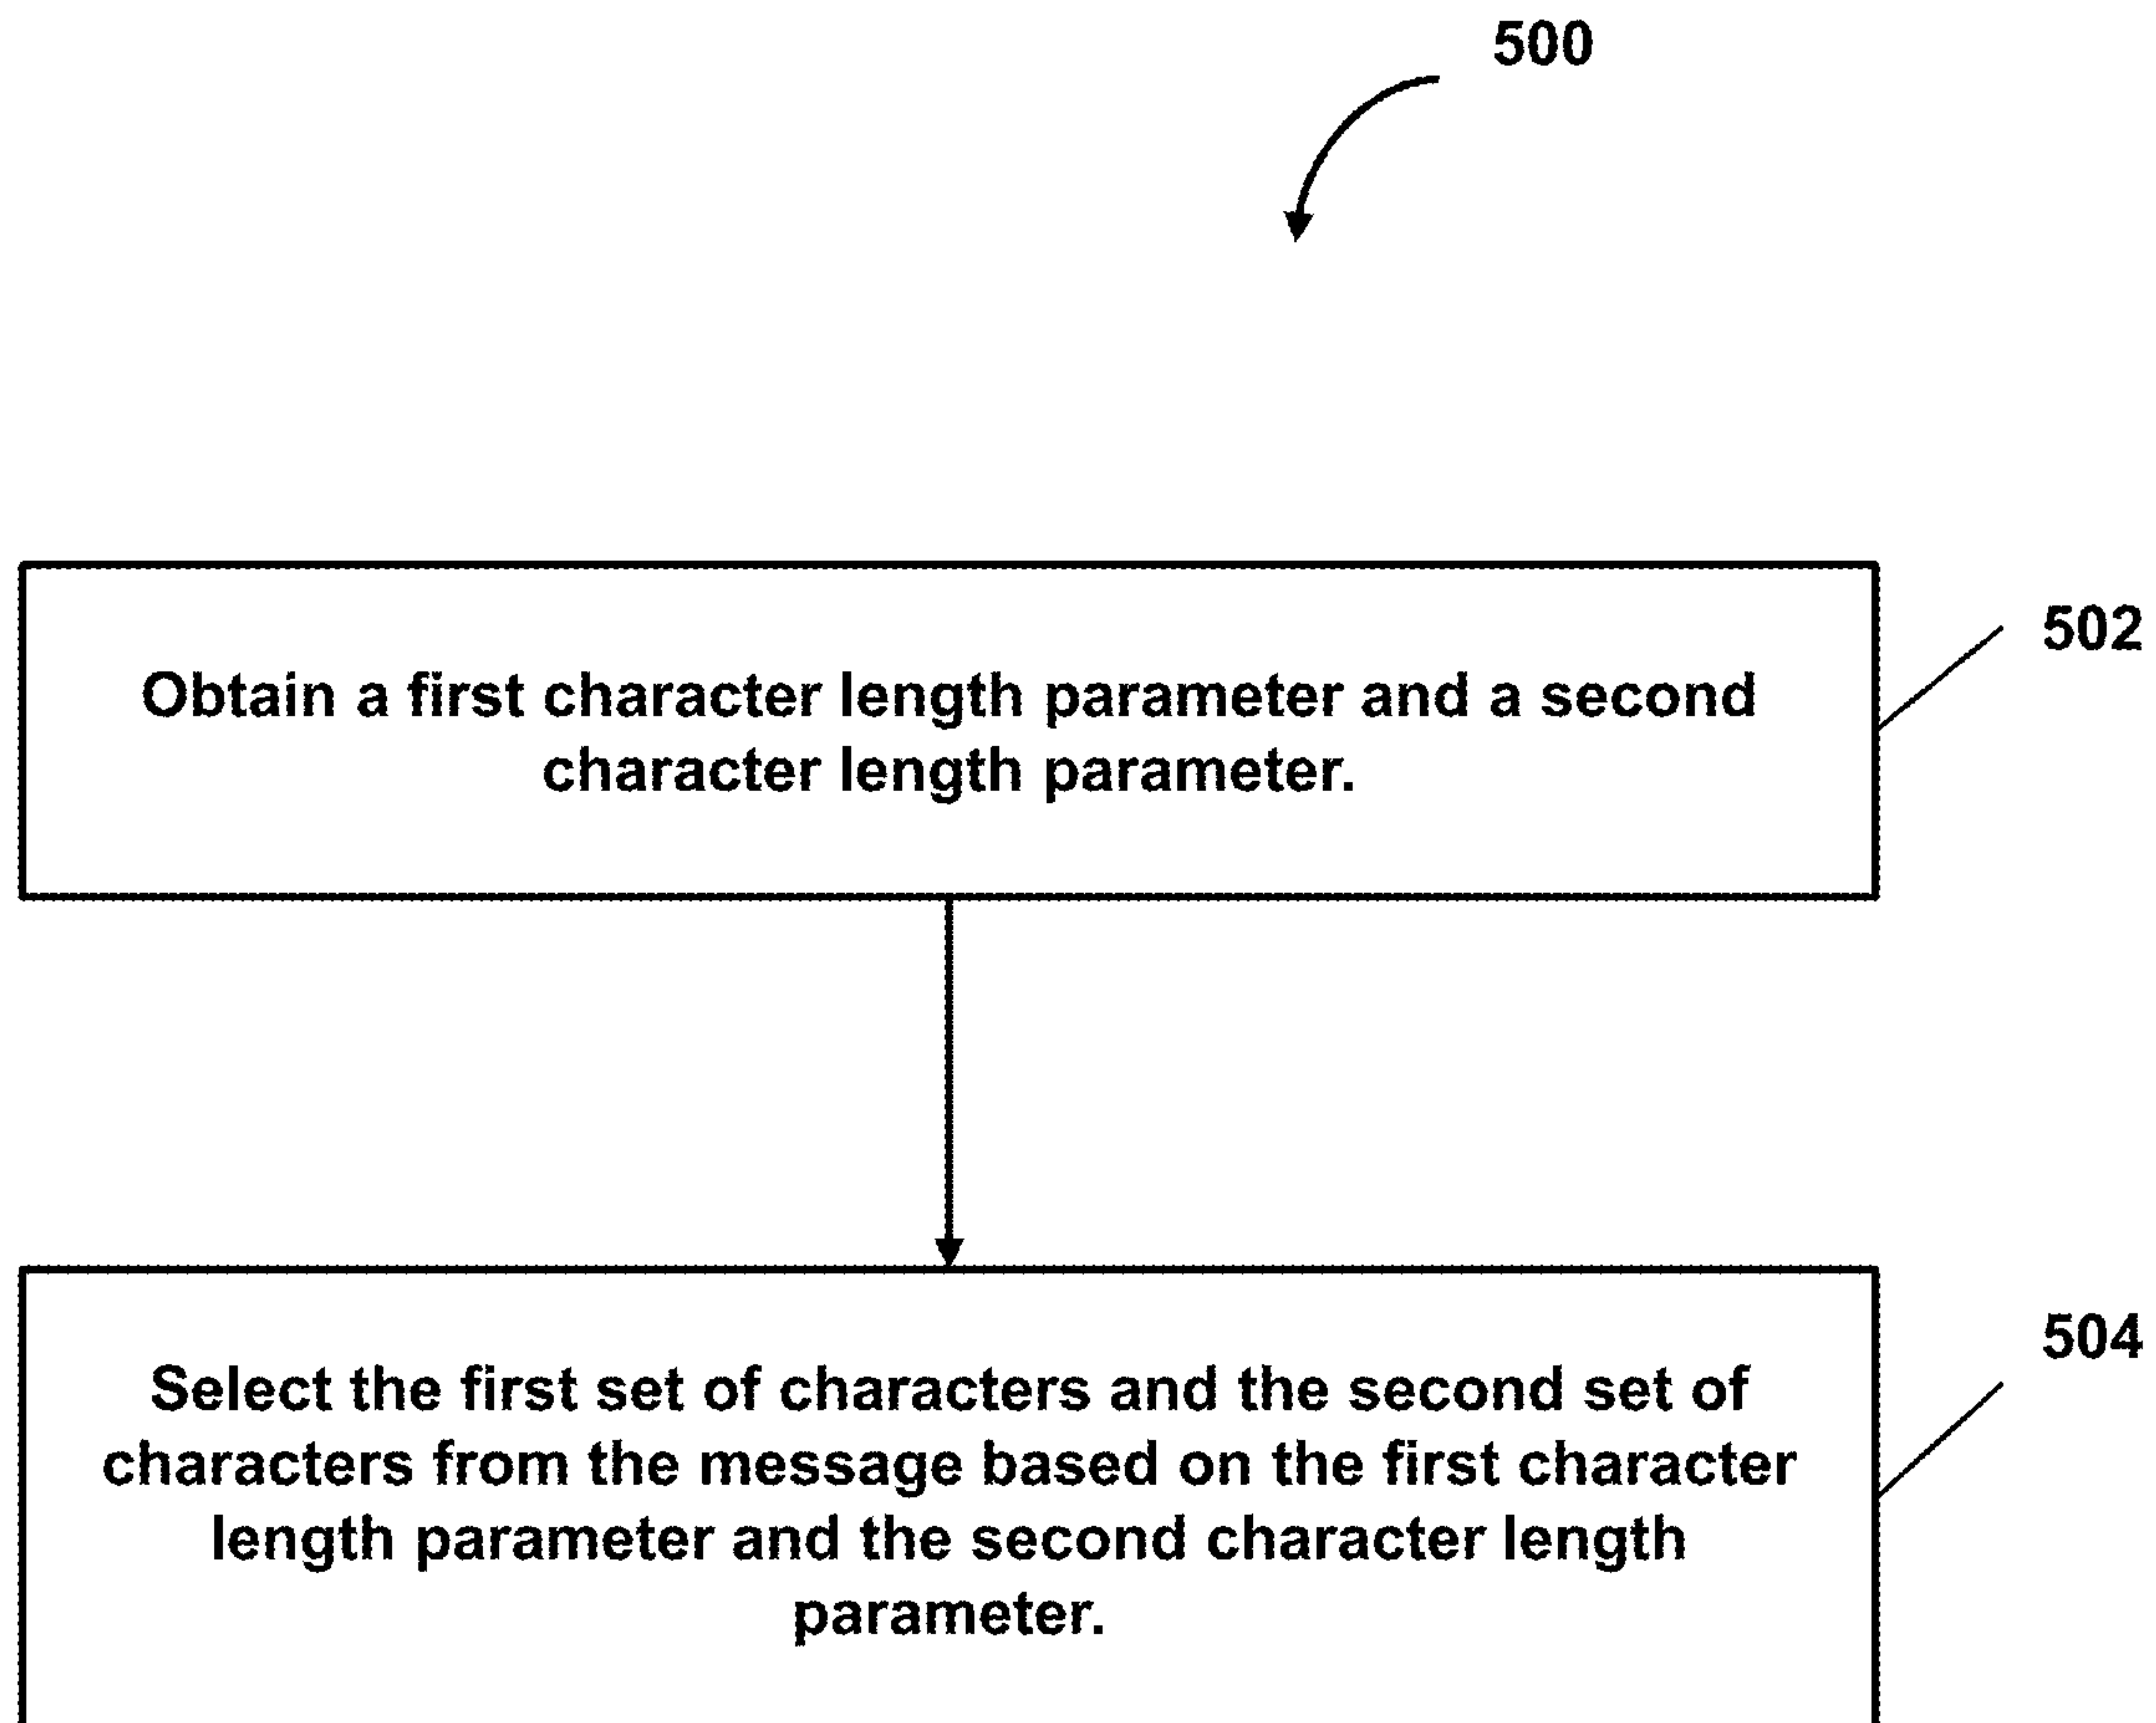 500
Obtain a first character length parameter and a second
character length parameter.
502
Select the first set of characters and the second set of
characters from the message based on the first character
length parameter and the second character length
parameter.
504